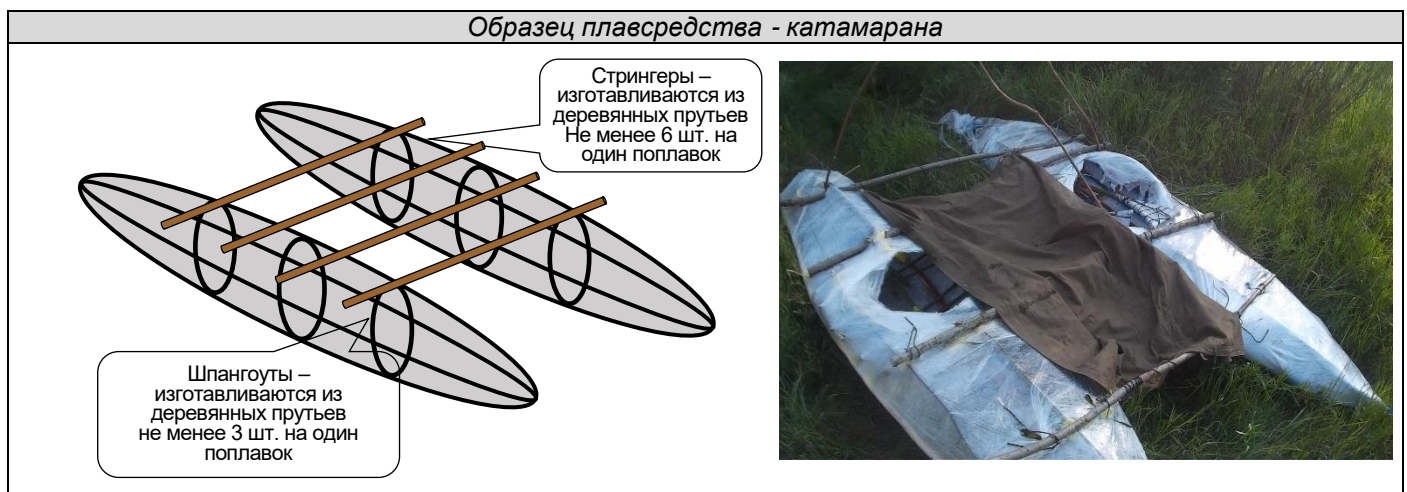 Образец плавсредства - катамарана
Стрингеры –
изготавливаются из
деревянных прутьев
Не менее 6 шт. на
один поплавок
Шпангоуты –
изготавливаются из
деревянных прутьев
не менее 3 шт. на один
поплавок